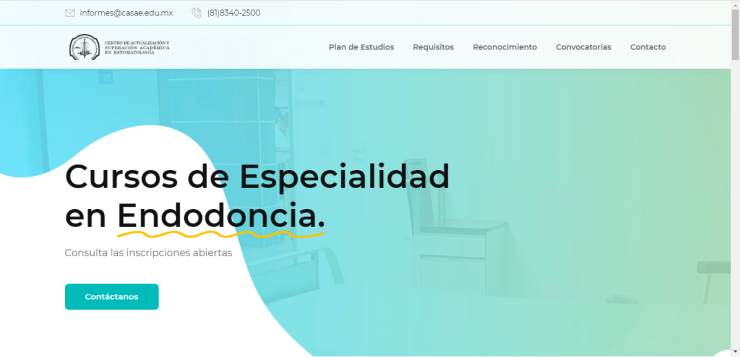 informes@casae.edu.mx (81)8340-2500
CENTRO DE ACTUALIZACIÓN Y
SUPERACIÓN ACADÉMICA
EN ESTOMATOLOGÍA
Plan de Estudios Requisitos Reconocimiento Convocatorias Contacto
Cursos de Especialidad
en Endodoncia.
Consulta las inscripciones abiertas
Contáctanos